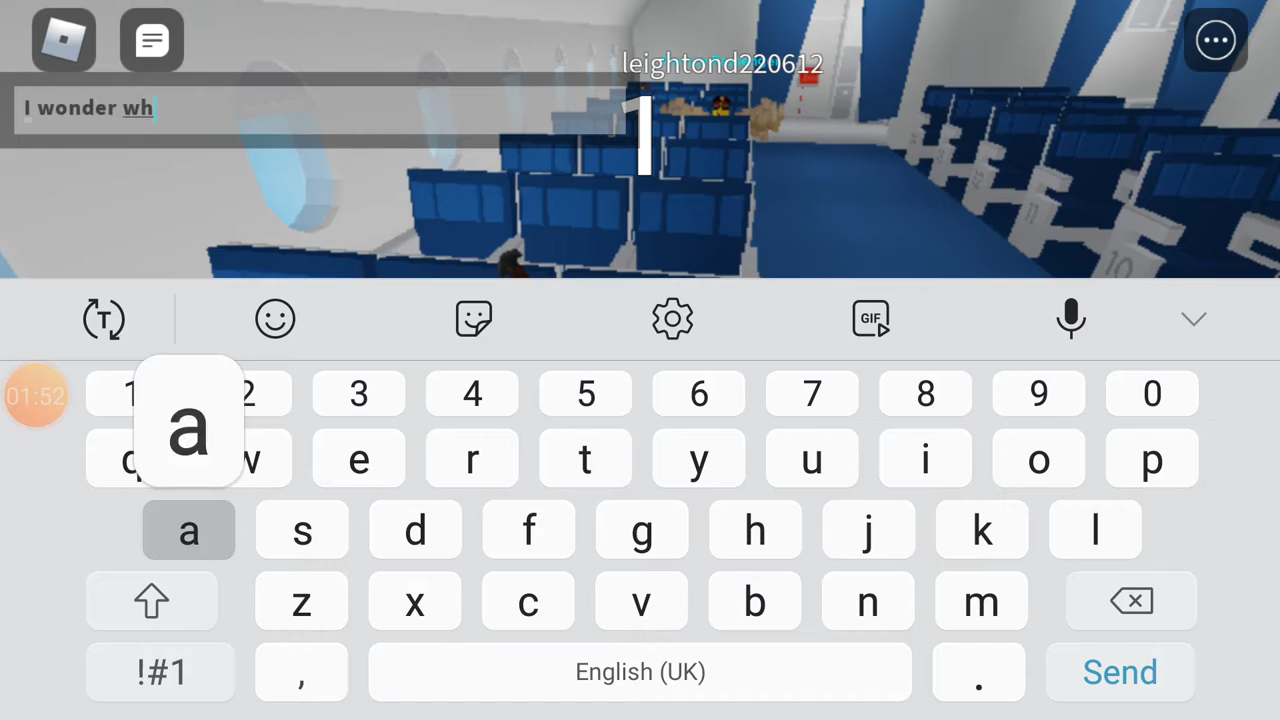 leightond220612
I wonder wh
1
10
GIF
01:52
a
1 2 3 4 5 6 7 8 9 0
q w e r t y u i o p
a s d f g h j k l
z x c v b n m
!#1 , English (UK) . Send